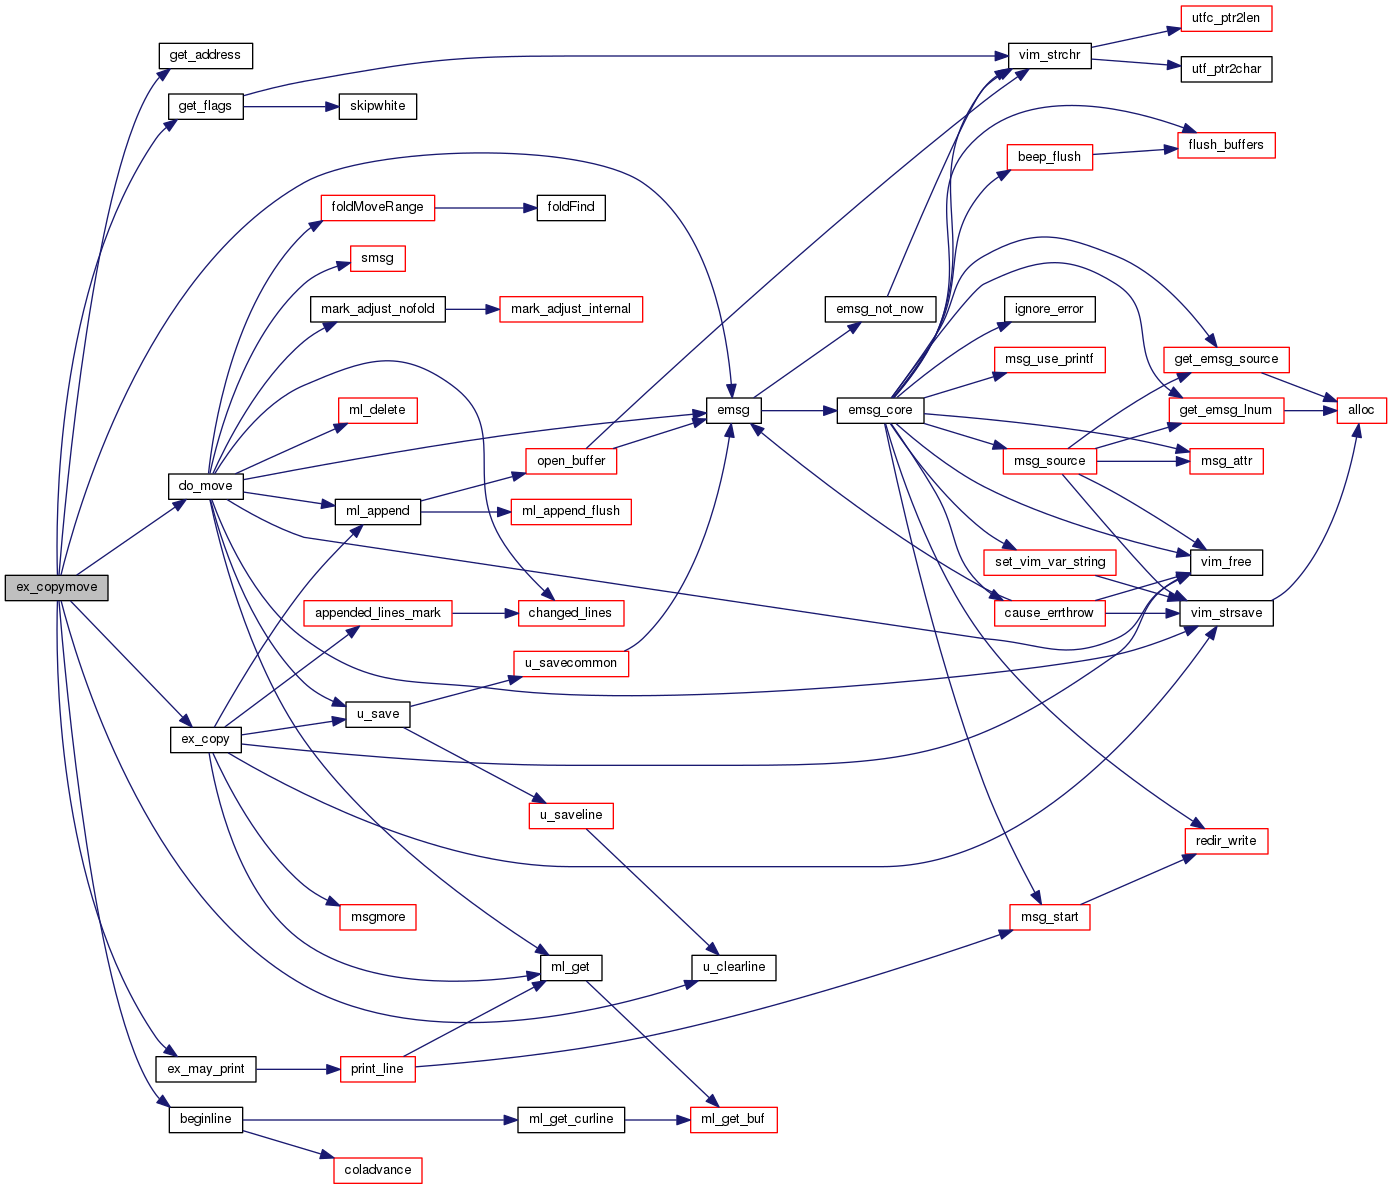 utfc_ptr2len
get_address
vim_strchr
utf_ptr2char
get_flags
skipwhite
flush_buffers
beep_flush
foldMoveRange
foldFind
smsg
mark_adjust_nofold
mark_adjust_internal
emsg_not_now
ignore_error
msg_use_printf
get_emsg_source
ml_delete
emsg
emsg_core
get_emsg_lnum
alloc
open_buffer
msg_source
msg_attr
do_move
ml_append
ml_append_flush
set_vim_var_string
vim_free
ex_copymove
appended_lines_mark
changed_lines
cause_errthrow
vim_strsave
u_savecommon
u_save
ex_copy
u_saveline
redir_write
msgmore
msg_start
ml_get
u_clearline
ex_may_print
print_line
beginline
ml_get_curline
ml_get_buf
coladvance